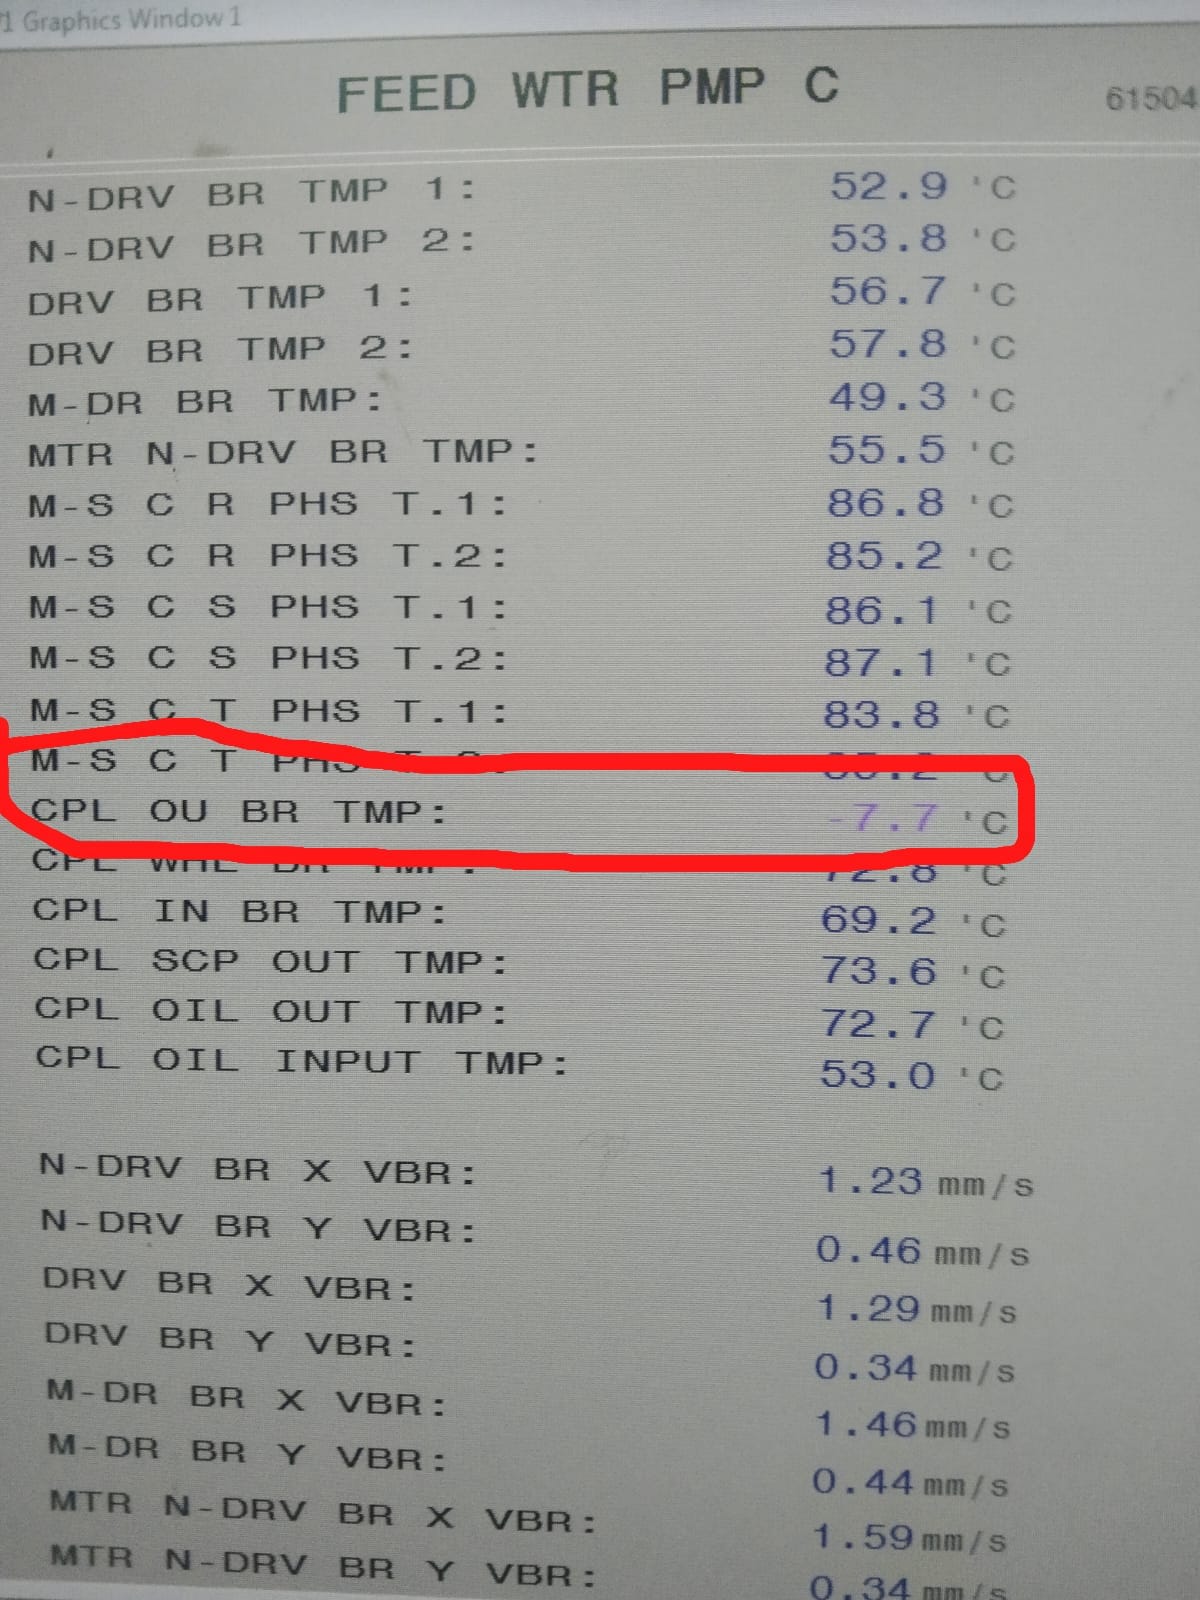 1 Graphics Window 1
FEED WTR PMP C 61504
N-DRV BR TMP 1: 52.9 'C
N-DRV BR TMP 2: 53.8 'C
DRV BR TMP 1: 56.7 'C
DRV BR TMP 2: 57.8 'C
M-DR BR TMP: 49.3 'C
MTR N-DRV BR TMP: 55.5 'C
M-S C R PHS T.1: 86.8 'C
M-S C R PHS T.2: 85.2 'C
M-S C S PHS T.1: 86.1 'C
M-S C S PHS T.2: 87.1 'C
M-S C T PHS T.1: 83.8 'C
M-S C T PHS
CPL OU BR TMP: -7.7 'C
CPL 72.8 'C
CPL IN BR TMP: 69.2 'C
CPL SCP OUT TMP: 73.6 'C
CPL OIL OUT TMP: 72.7 'C
CPL OIL INPUT TMP: 53.0 'C
N-DRV BR X VBR: 1.23 mm/s
N-DRV BR Y VBR: 0.46 mm/s
DRV BR X VBR: 1.29 mm/s
DRV BR Y VBR: 0.34 mm/s
M-DR BR X VBR: 1.46 mm/s
M-DR BR Y VBR: 0.44 mm/s
MTR N-DRV BR X VBR: 1.59 mm/s
MTR N-DRV BR Y VBR: 0.34 mm/s